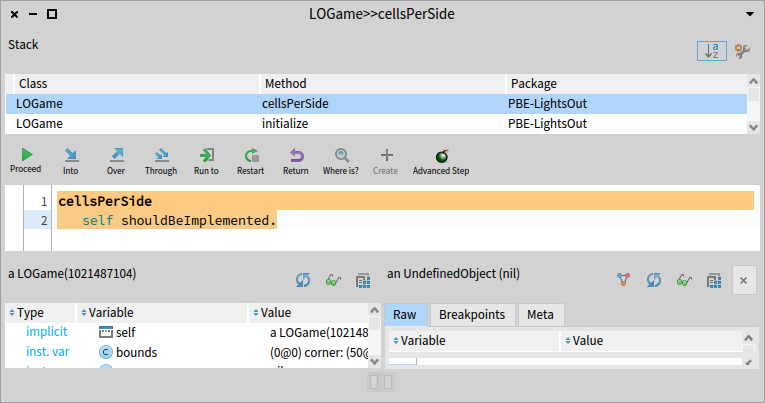 LOGame>>cellsPerSide
Stack
Class Method Package
LOGame cellsPerSide PBE-LightsOut
LOGame initialize PBE-LightsOut
Proceed Into Over Through Run to Restart Return Where is? Create Advanced Step
1 cellsPerSide
2 self shouldBeImplemented.
a LOGame(1021487104)
an UndefinedObject (nil)
Type Variable Value
implicit self a LOGame(102148
inst. var bounds (0@0) corner: (50@
Raw Breakpoints Meta
Variable Value